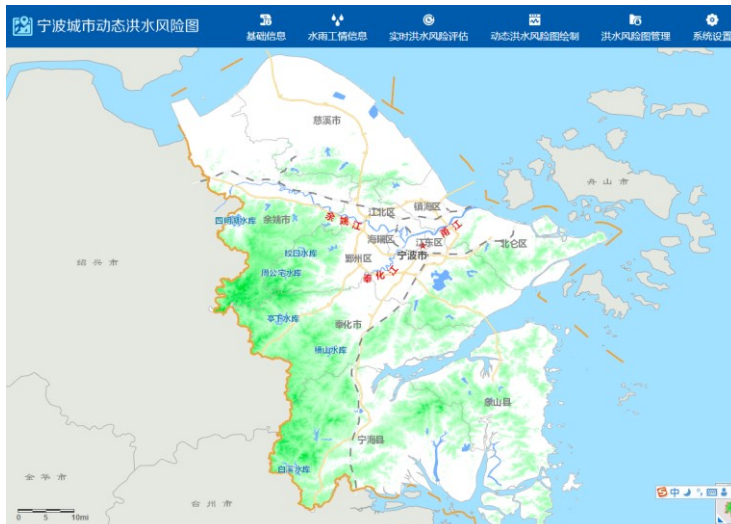 宁波城市动态洪水风险图
基础信息
水雨工情信息
实时洪水风险评估
动态洪水风险图绘制
洪水风险图管理
系统设置
慈溪市
舟山市
镇海区
江北区
余姚江
四明湖水库
余姚市
海曙区
江东区
甬江
北仑区
皎口水库
鄞州区
宁波市
绍兴市
周公宅水库
奉化江
亭下水库
奉化市
横山水库
象山县
宁海县
白溪水库
金华市
台州市
中
0 5 10mi